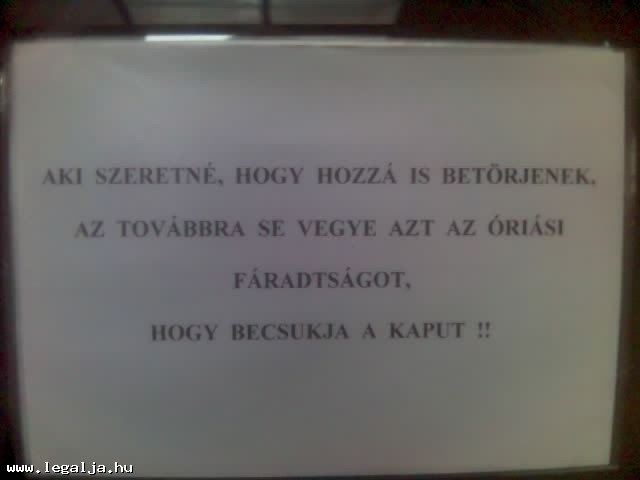 AKI SZERETNÉ, HOGY HOZZÁ IS BETÖRJENEK,
AZ TOVÁBBRA SE VEGYE AZT AZ ÓRIÁSI
FÁRADTSÁGOT,
HOGY BECSUKJA A KAPUT !!
www.legalja.hu